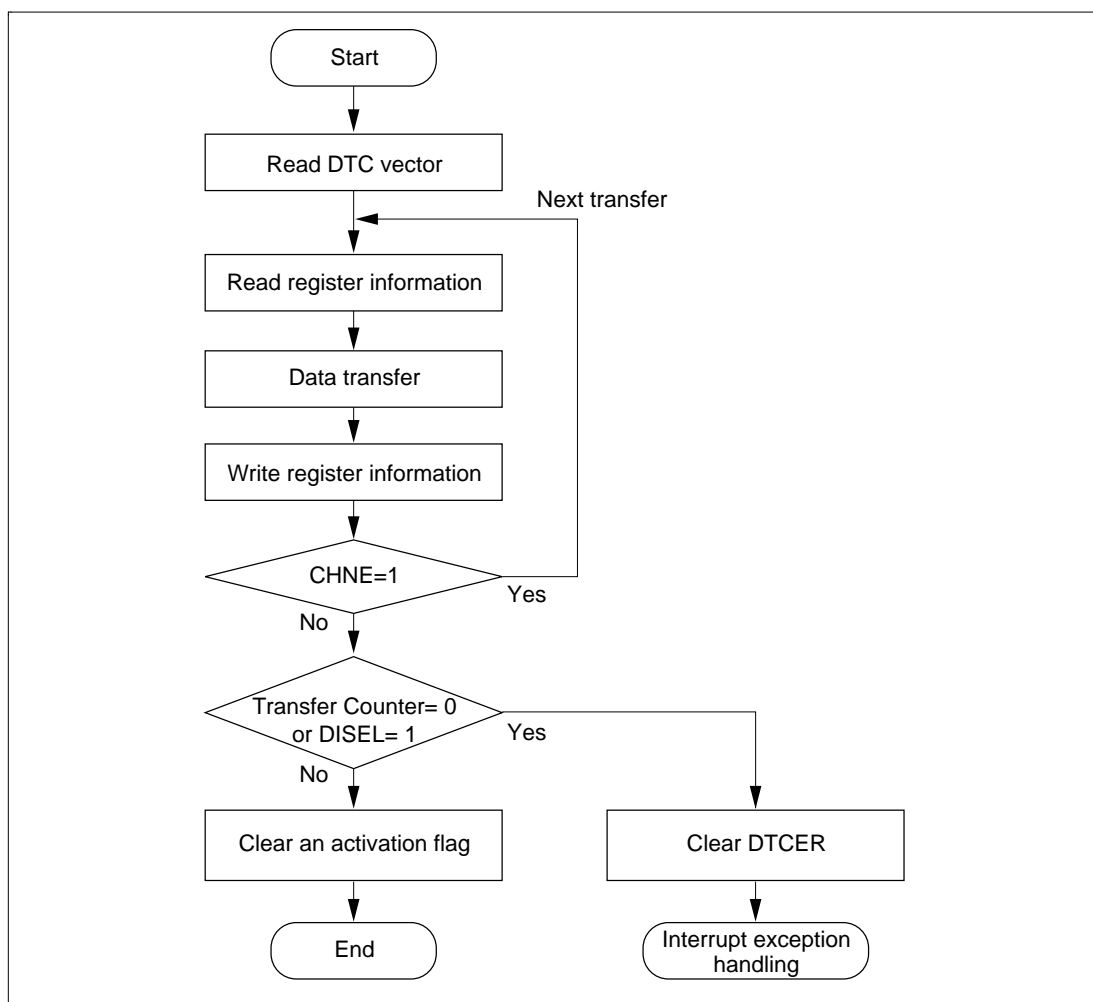 Start
Read DTC vector
Next transfer
Read register information
Data transfer
Write register information
CHNE=1
Yes
No
Transfer Counter= 0
or DISEL= 1
Yes
No
Clear an activation flag
Clear DTCER
End
Interrupt exception
handling